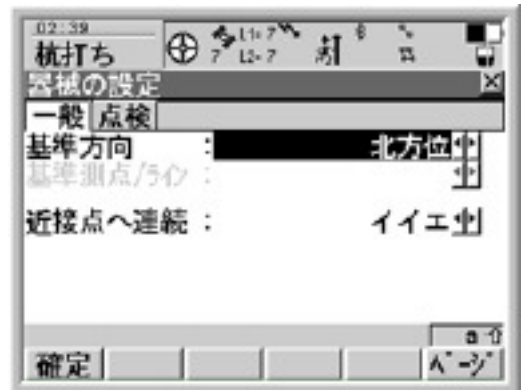 02:39
杭打ち
L1= 7
7 L2= 7
器械の設定
一般 点検
基準方向 : 北方位
基準測点/ライン :
近接点へ連続 : イイエ
a
確定 ページ